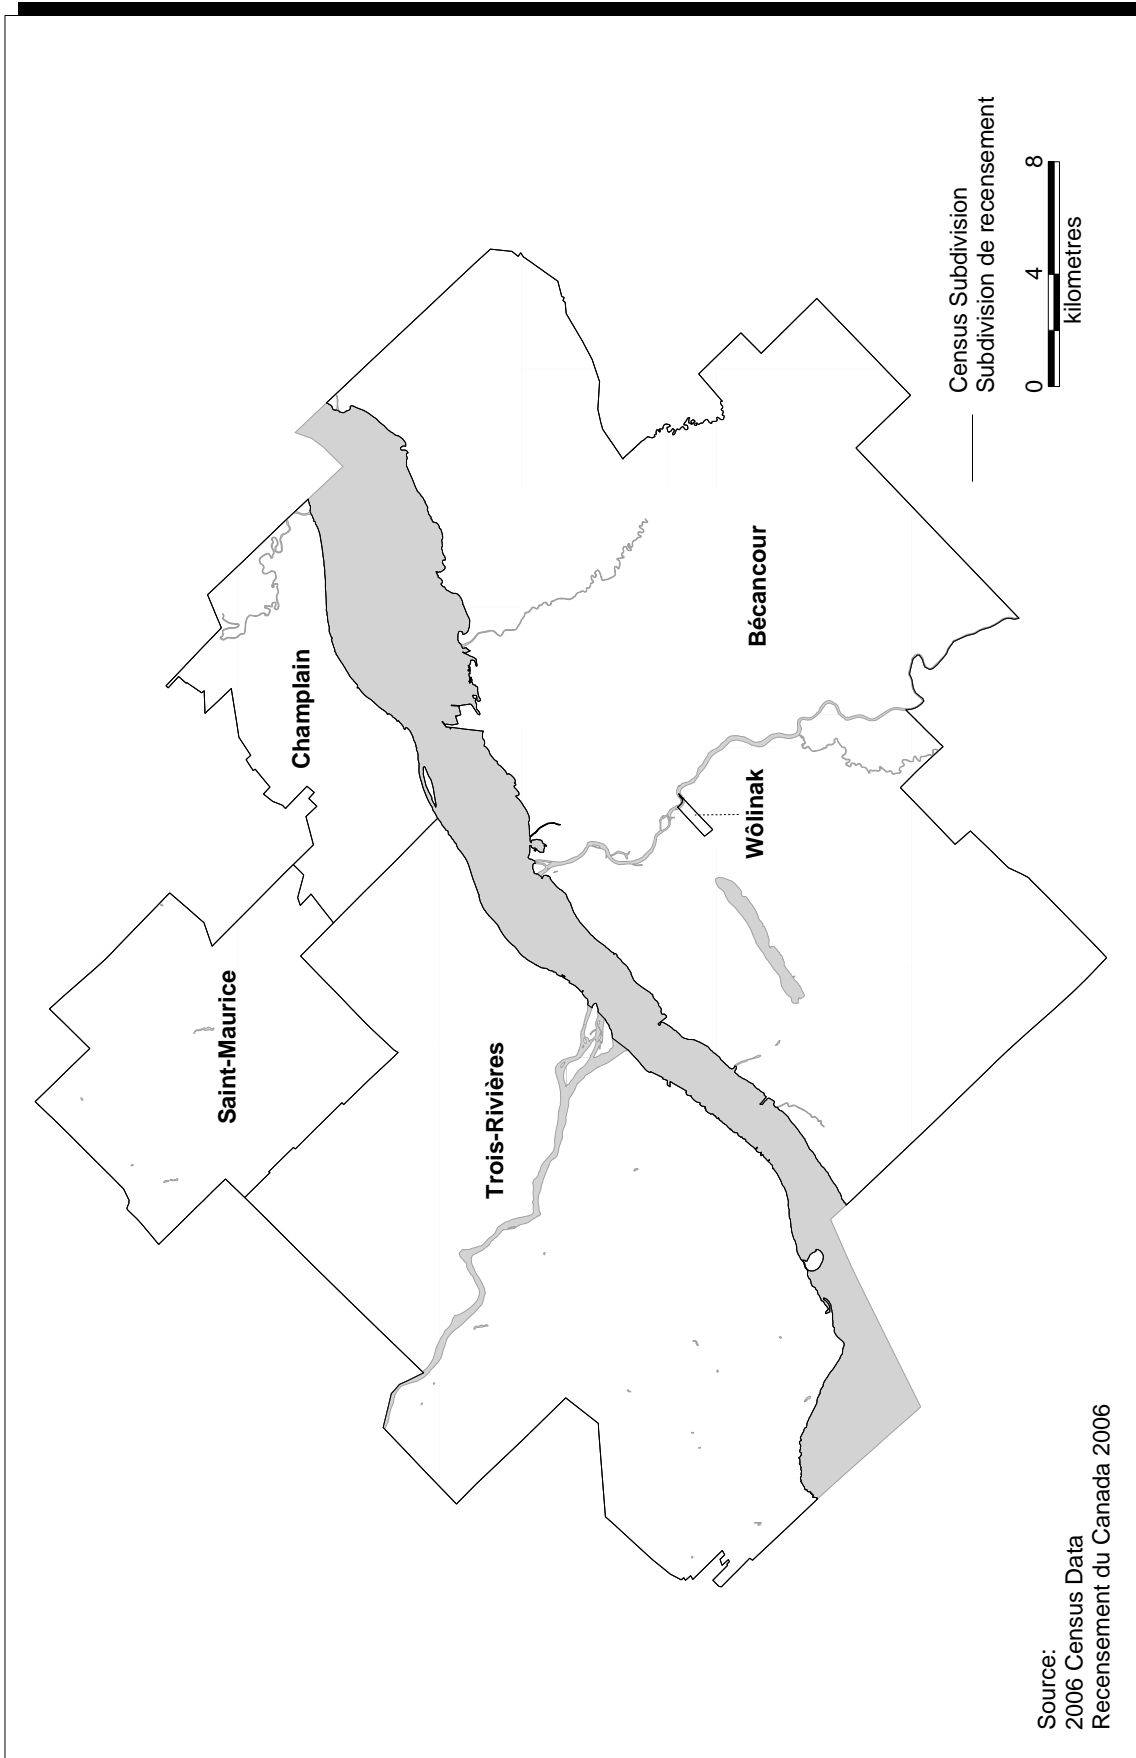 Saint-Maurice
Champlain
Trois-Rivières
Wôlinak
Bécancour
Census Subdivision
Subdivision de recensement
0 4 8
kilometres
Source:
2006 Census Data
Recensement du Canada 2006